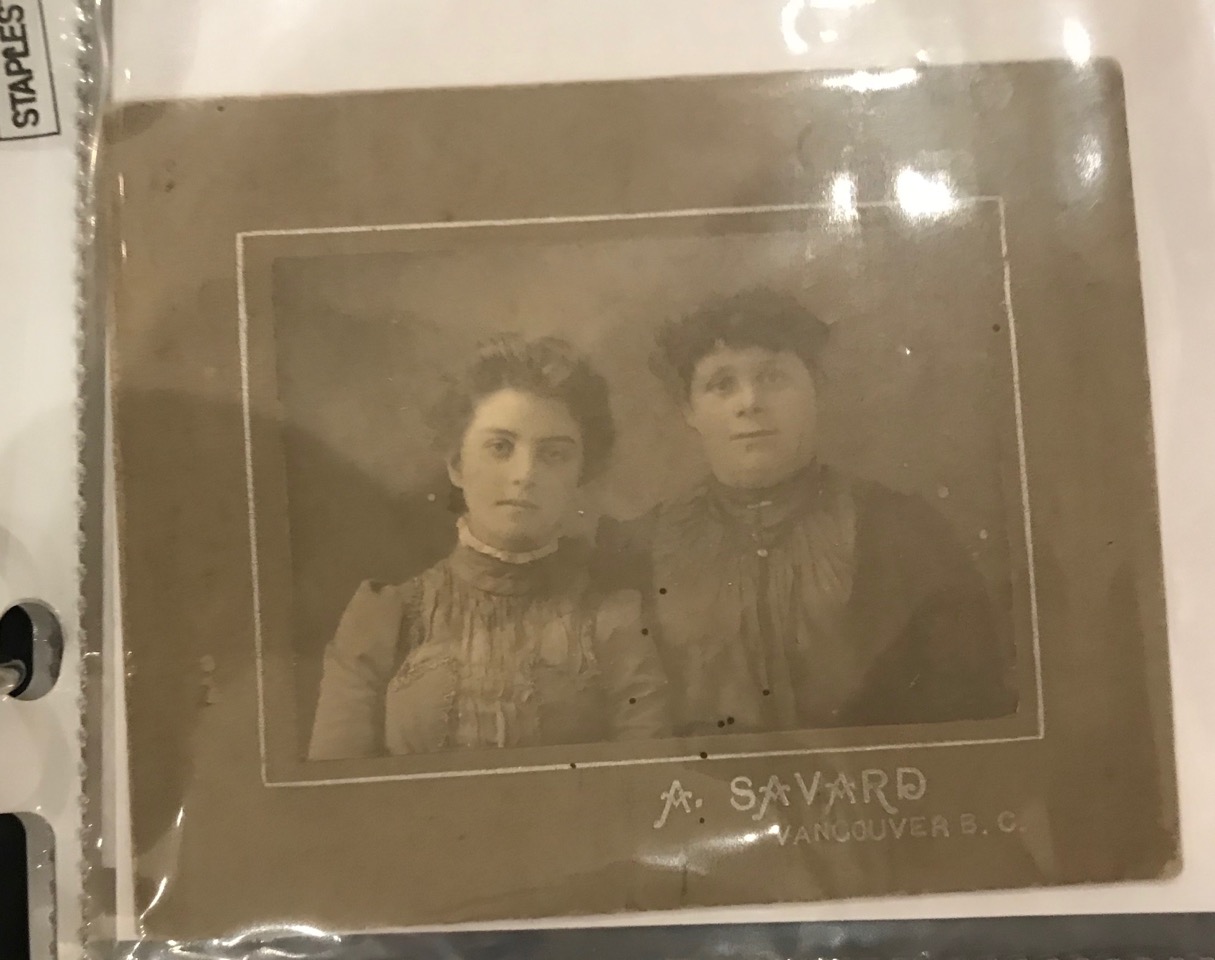 STAPLES
A. SAVARD
VANCOUVER B. C.